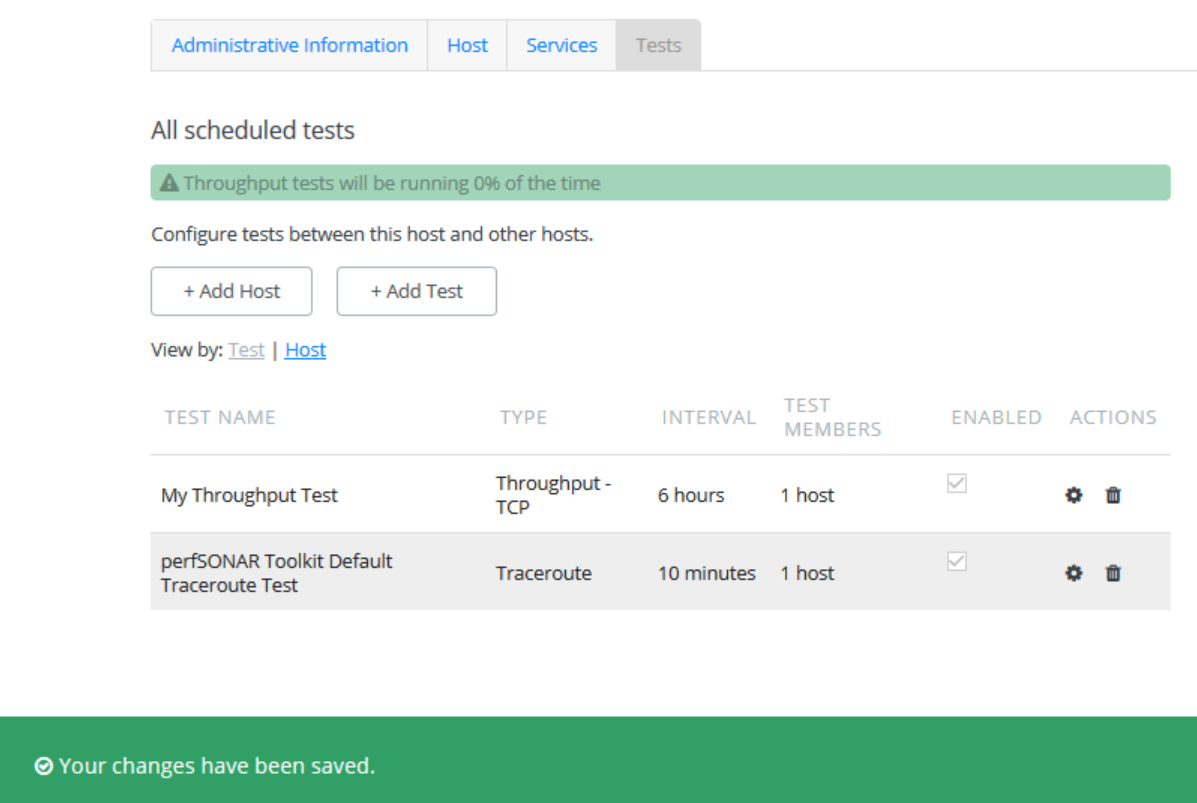 Administrative Information Host Services Tests
All scheduled tests
Throughput tests will be running 0% of the time
Configure tests between this host and other hosts.
+ Add Host + Add Test
View by: Test | Host
TEST NAME TYPE INTERVAL TEST MEMBERS ENABLED ACTIONS
My Throughput Test Throughput - TCP 6 hours 1 host
perfSONAR Toolkit Default Traceroute Test Traceroute 10 minutes 1 host
Your changes have been saved.